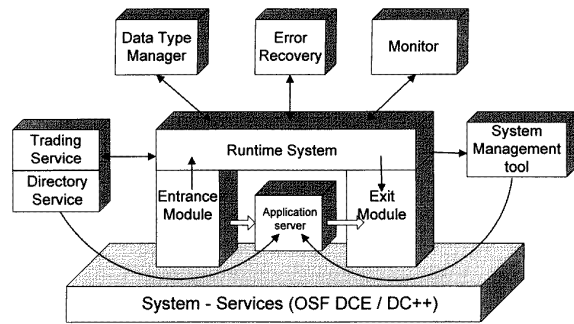 Data Type
Manager
Error
Recovery
Monitor
Trading
Service
Directory
Service
Runtime System
System
Management
tool
Entrance
Module
Application
server
Exit
Module
System - Services (OSF DCE / DC++)